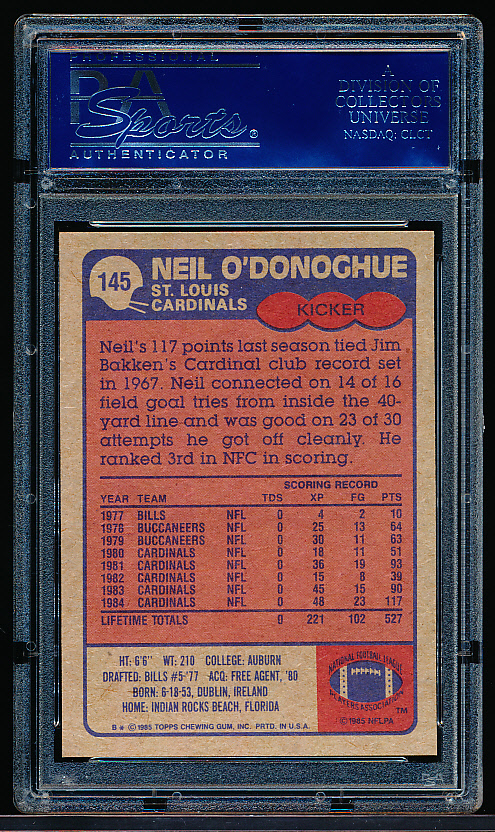 PROFESSIONAL
PSA
Sports®
AUTHENTICATOR
A
DIVISION OF
COLLECTORS
UNIVERSE
NASDAQ: CLCT
145
NEIL O'DONOGHUE
ST. LOUIS
CARDINALS
KICKER
Neil's 117 points last season tied Jim
Bakken's Cardinal club record set
in 1967. Neil connected on 14 of 16
field goal tries from inside the 40-
yard line and was good on 23 of 30
attempts he got off cleanly. He
ranked 3rd in NFC in scoring.
SCORING RECORD
YEAR TEAM TDS XP FG PTS
1977 BILLS NFL 0 4 2 10
1978 BUCCANEERS NFL 0 25 13 64
1979 BUCCANEERS NFL 0 30 11 63
1980 CARDINALS NFL 0 18 11 51
1981 CARDINALS NFL 0 36 19 93
1982 CARDINALS NFL 0 15 8 39
1983 CARDINALS NFL 0 45 15 90
1984 CARDINALS NFL 0 48 23 117
LIFETIME TOTALS 0 221 102 527
HT: 6'6" WT: 210 COLLEGE: AUBURN
DRAFTED: BILLS #5-'77 ACQ: FREE AGENT, '80
BORN: 6-18-53, DUBLIN, IRELAND
HOME: INDIAN ROCKS BEACH, FLORIDA
B * © 1985 TOPPS CHEWING GUM, INC. PRTD. IN U.S.A.
NATIONAL FOOTBALL LEAGUE
PLAYERS ASSOCIATION
TM
© 1985 NFLPA